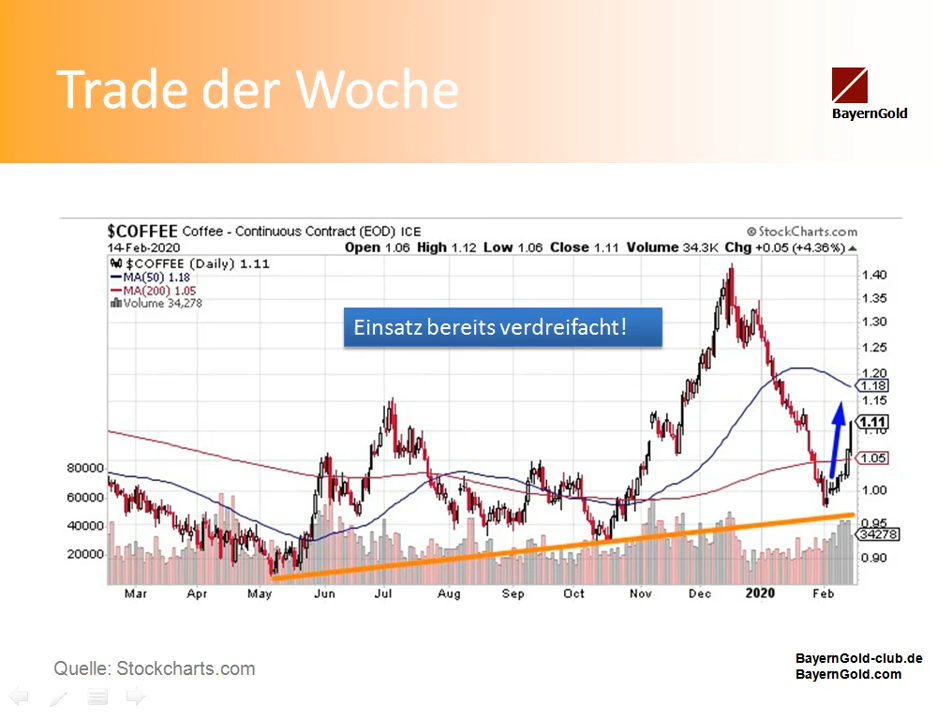 Trade der Woche
BayernGold
$COFFEE Coffee - Continuous Contract (EOD) ICE
© StockCharts.com
14-Feb-2020
Open 1.06 High 1.12 Low 1.06 Close 1.11 Volume 34.3K Chg +0.05 (+4.36%)
$COFFEE (Daily) 1.11
MA(50) 1.18
MA(200) 1.05
Volume 34,278
Einsatz bereits verdreifacht!
1.40
1.35
1.30
1.25
1.20
1.18
1.15
1.11
1.10
1.05
1.00
0.95
34278
0.90
80000
60000
40000
20000
Mar Apr May Jun Jul Aug Sep Oct Nov Dec 2020 Feb
Quelle: Stockcharts.com
BayernGold-club.de
BayernGold.com